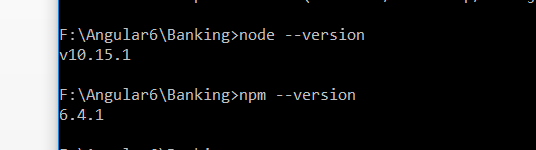 F:\Angular6\Banking>node --version
v10.15.1
F:\Angular6\Banking>npm --version
6.4.1